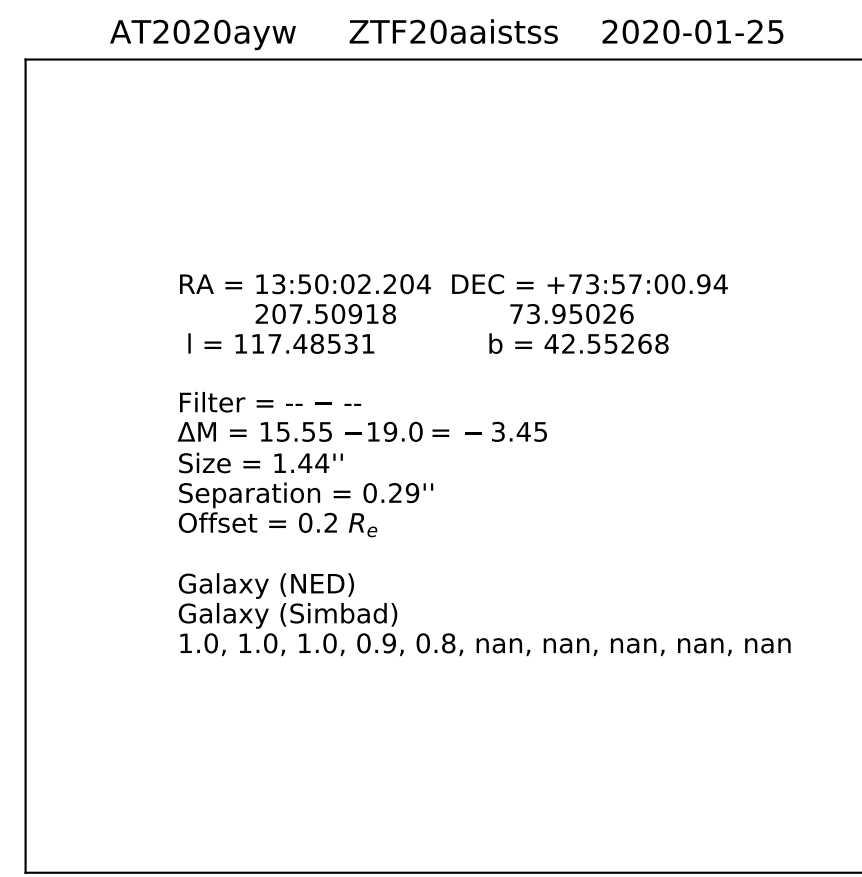 AT2020ayw ZTF20aaistss 2020-01-25
RA = 13:50:02.204 DEC = +73:57:00.94
207.50918 73.95026
l = 117.48531 b = 42.55268
Filter = -- − --
ΔM = 15.55 −19.0 = − 3.45
Size = 1.44''
Separation = 0.29''
Offset = 0.2 Rₑ
Galaxy (NED)
Galaxy (Simbad)
1.0, 1.0, 1.0, 0.9, 0.8, nan, nan, nan, nan, nan